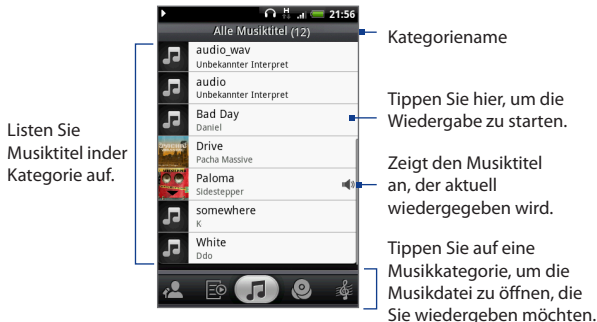 H 21:56
Alle Musiktitel (12)
audio_wav
Unbekannter Interpret
audio
Unbekannter Interpret
Bad Day
Daniel
Drive
Pacha Massive
Paloma
Sidestepper
somewhere
K
White
Ddo
Listen Sie
Musiktitel inder
Kategorie auf.
Kategoriename
Tippen Sie hier, um die
Wiedergabe zu starten.
Zeigt den Musiktitel
an, der aktuell
wiedergegeben wird.
Tippen Sie auf eine
Musikkategorie, um die
Musikdatei zu öffnen, die
Sie wiedergeben möchten.